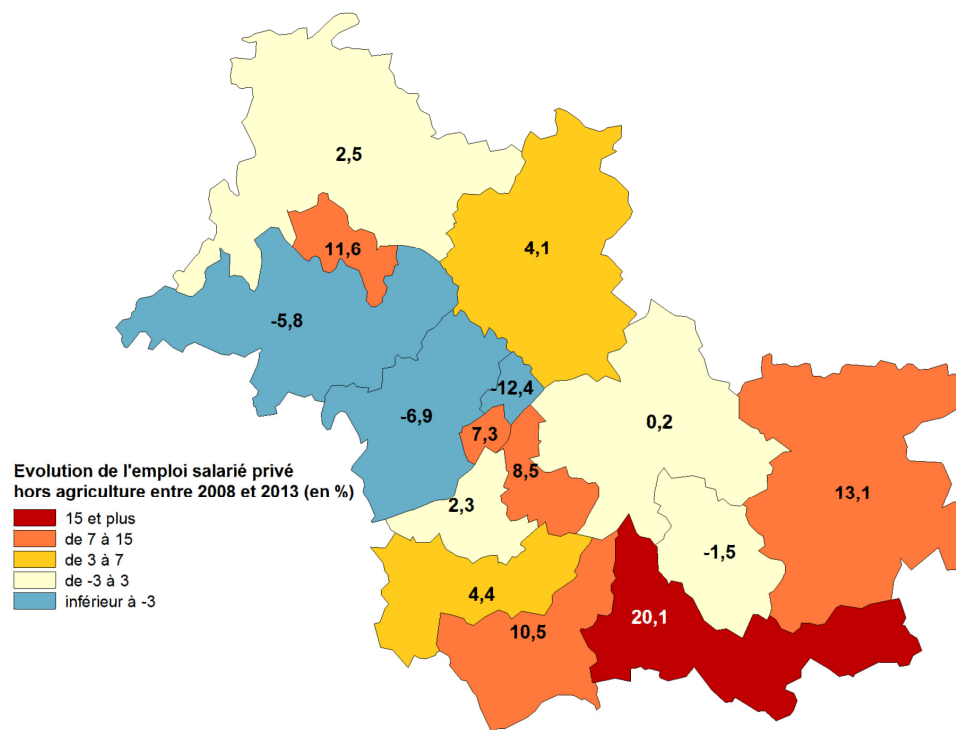 2,5
11,6
4,1
-5,8
-12,4
-6,9
0,2
7,3
8,5
13,1
2,3
-1,5
4,4
20,1
10,5
Evolution de l'emploi salarié privé
hors agriculture entre 2008 et 2013 (en %)
15 et plus
de 7 à 15
de 3 à 7
de -3 à 3
inférieur à -3